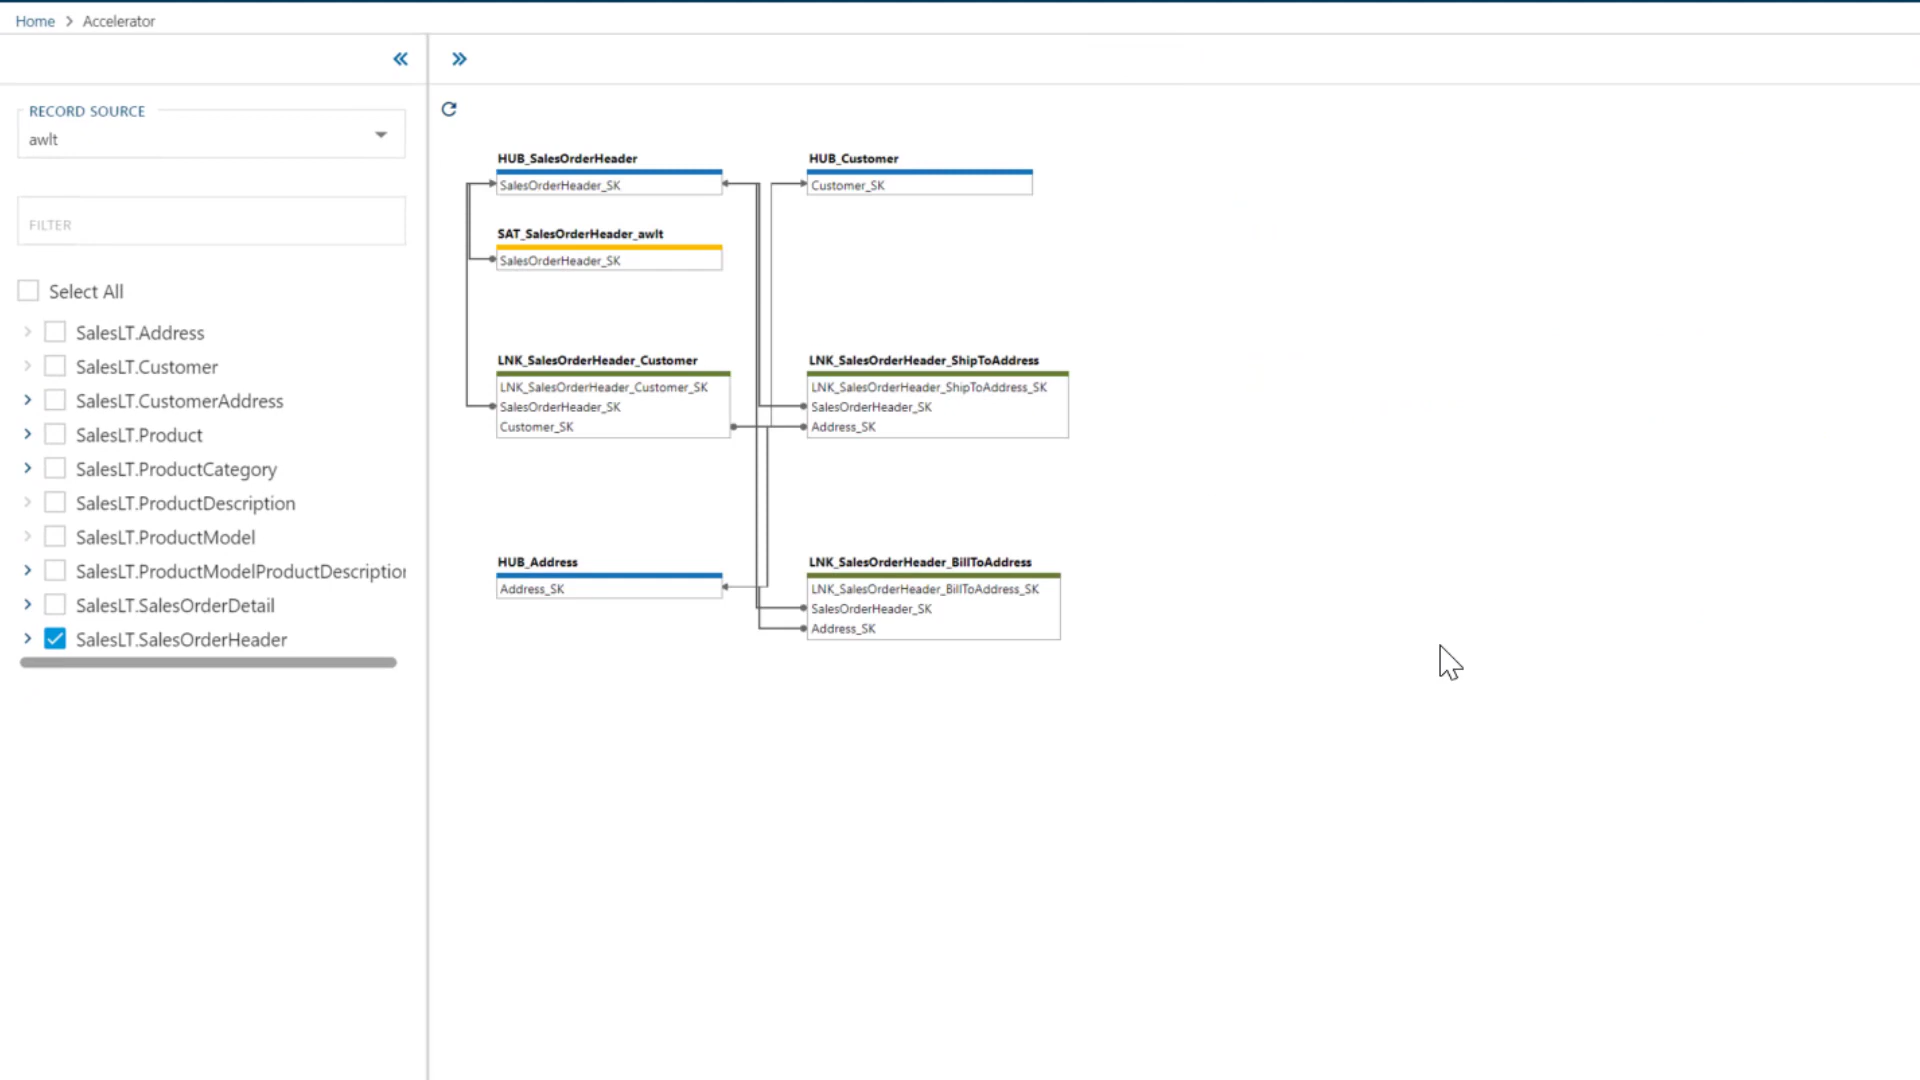 Home > Accelerator
RECORD SOURCE
awlt
FILTER
Select All
SalesLT.Address
SalesLT.Customer
SalesLT.CustomerAddress
SalesLT.Product
SalesLT.ProductCategory
SalesLT.ProductDescription
SalesLT.ProductModel
SalesLT.ProductModelProductDescription
SalesLT.SalesOrderDetail
SalesLT.SalesOrderHeader
HUB_SalesOrderHeader
SalesOrderHeader_SK
HUB_Customer
Customer_SK
SAT_SalesOrderHeader_awlt
SalesOrderHeader_SK
LNK_SalesOrderHeader_Customer
LNK_SalesOrderHeader_Customer_SK
SalesOrderHeader_SK
Customer_SK
LNK_SalesOrderHeader_ShipToAddress
LNK_SalesOrderHeader_ShipToAddress_SK
SalesOrderHeader_SK
Address_SK
HUB_Address
Address_SK
LNK_SalesOrderHeader_BillToAddress
LNK_SalesOrderHeader_BillToAddress_SK
SalesOrderHeader_SK
Address_SK